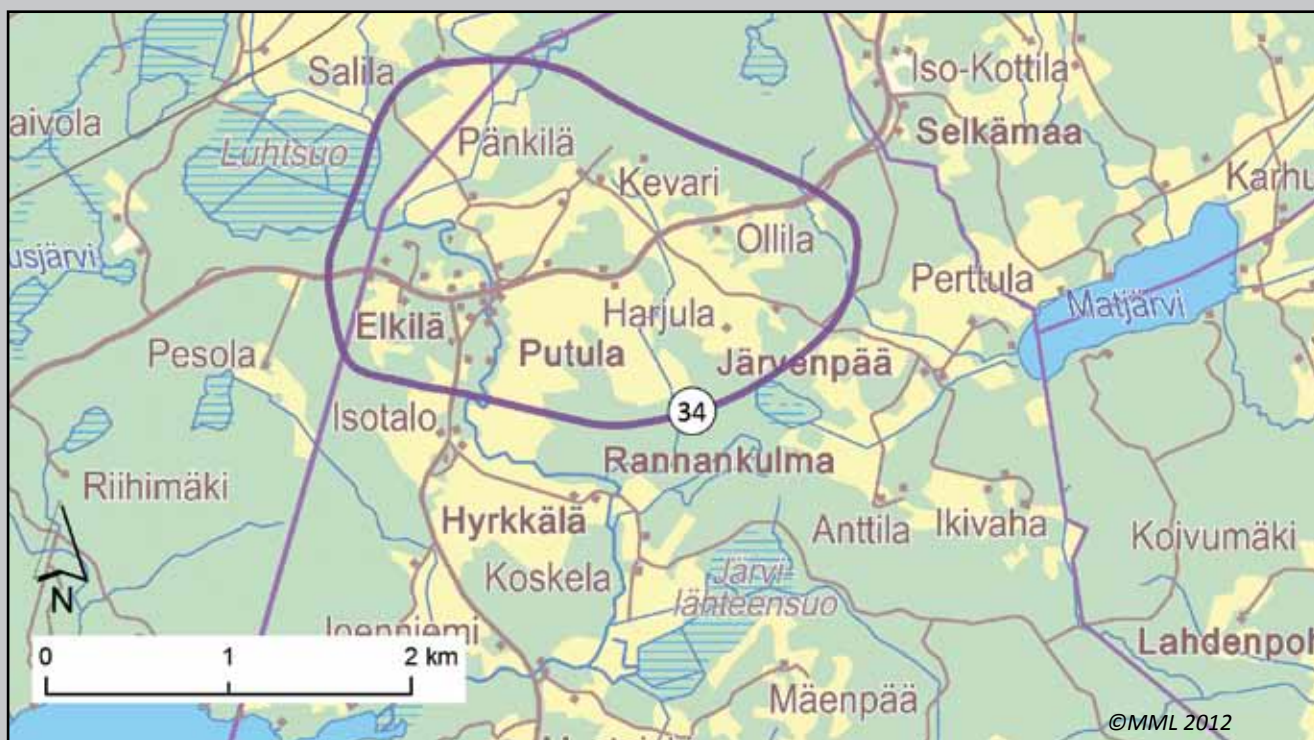 Salila
Iso-Kottila
aivola
Luhtsuo
Pänkilä
Selkämaa
Kevari
Karhu
Ollila
usjärvi
Perttula
Matjärvi
Harjula
Elkilä
Pesola
Putula
Järvenpää
Isotalo
34
Rannankulma
Riihimäki
Hyrkkälä
Anttila
Ikivaha
Koivumäki
Koskela
Järvi-
länteensuo
N
Joenniemi
Lahdenpoh
0 1 2 km
Mäenpää
©MML 2012